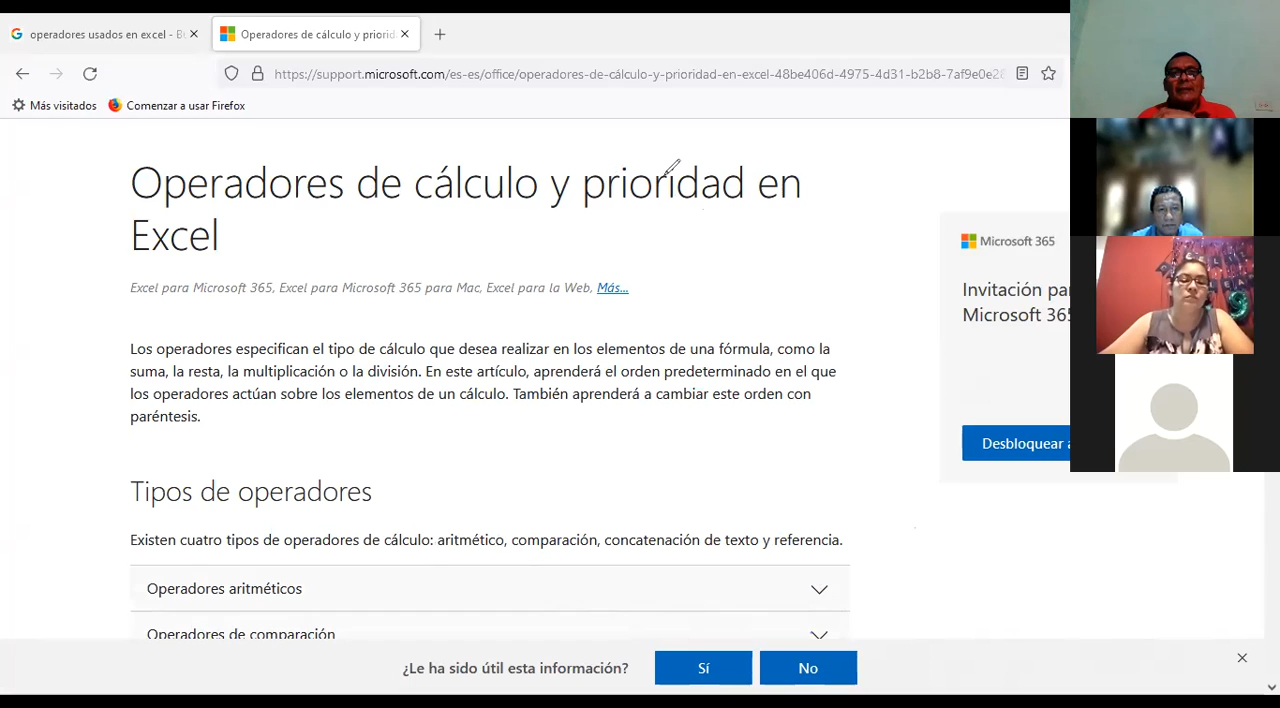 operadores usados en excel - Bu
Operadores de cálculo y priorid
https://support.microsoft.com/es-es/office/operadores-de-cálculo-y-prioridad-en-excel-48be406d-4975-4d31-b2b8-7af9e0e2
Más visitados
Comenzar a usar Firefox
Operadores de cálculo y prioridad en
Excel
Excel para Microsoft 365, Excel para Microsoft 365 para Mac, Excel para la Web, Más...
Los operadores especifican el tipo de cálculo que desea realizar en los elementos de una fórmula, como la
suma, la resta, la multiplicación o la división. En este artículo, aprenderá el orden predeterminado en el que
los operadores actúan sobre los elementos de un cálculo. También aprenderá a cambiar este orden con
paréntesis.
Tipos de operadores
Existen cuatro tipos de operadores de cálculo: aritmético, comparación, concatenación de texto y referencia.
Operadores aritméticos
Operadores de comparación
Microsoft 365
Invitación pa
Microsoft 365
Desbloquear a
¿Le ha sido útil esta información?
Sí
No